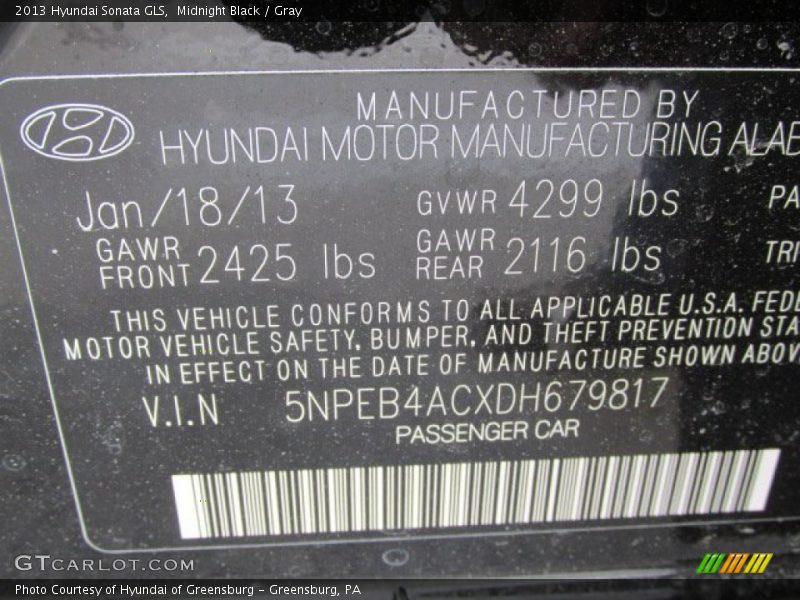 2013 Hyundai Sonata GLS, Midnight Black / Gray
MANUFACTURED BY
HYUNDAI MOTOR MANUFACTURING ALAB
Jan/18/13 GVWR 4299 lbs PA
GAWR FRONT 2425 lbs GAWR REAR 2116 lbs TRI
THIS VEHICLE CONFORMS TO ALL APPLICABLE U.S.A. FEDE
MOTOR VEHICLE SAFETY, BUMPER, AND THEFT PREVENTION STA
IN EFFECT ON THE DATE OF MANUFACTURE SHOWN ABOV
V.I.N 5NPEB4ACXDH679817
PASSENGER CAR
GTCARLOT.COM
Photo Courtesy of Hyundai of Greensburg - Greensburg, PA